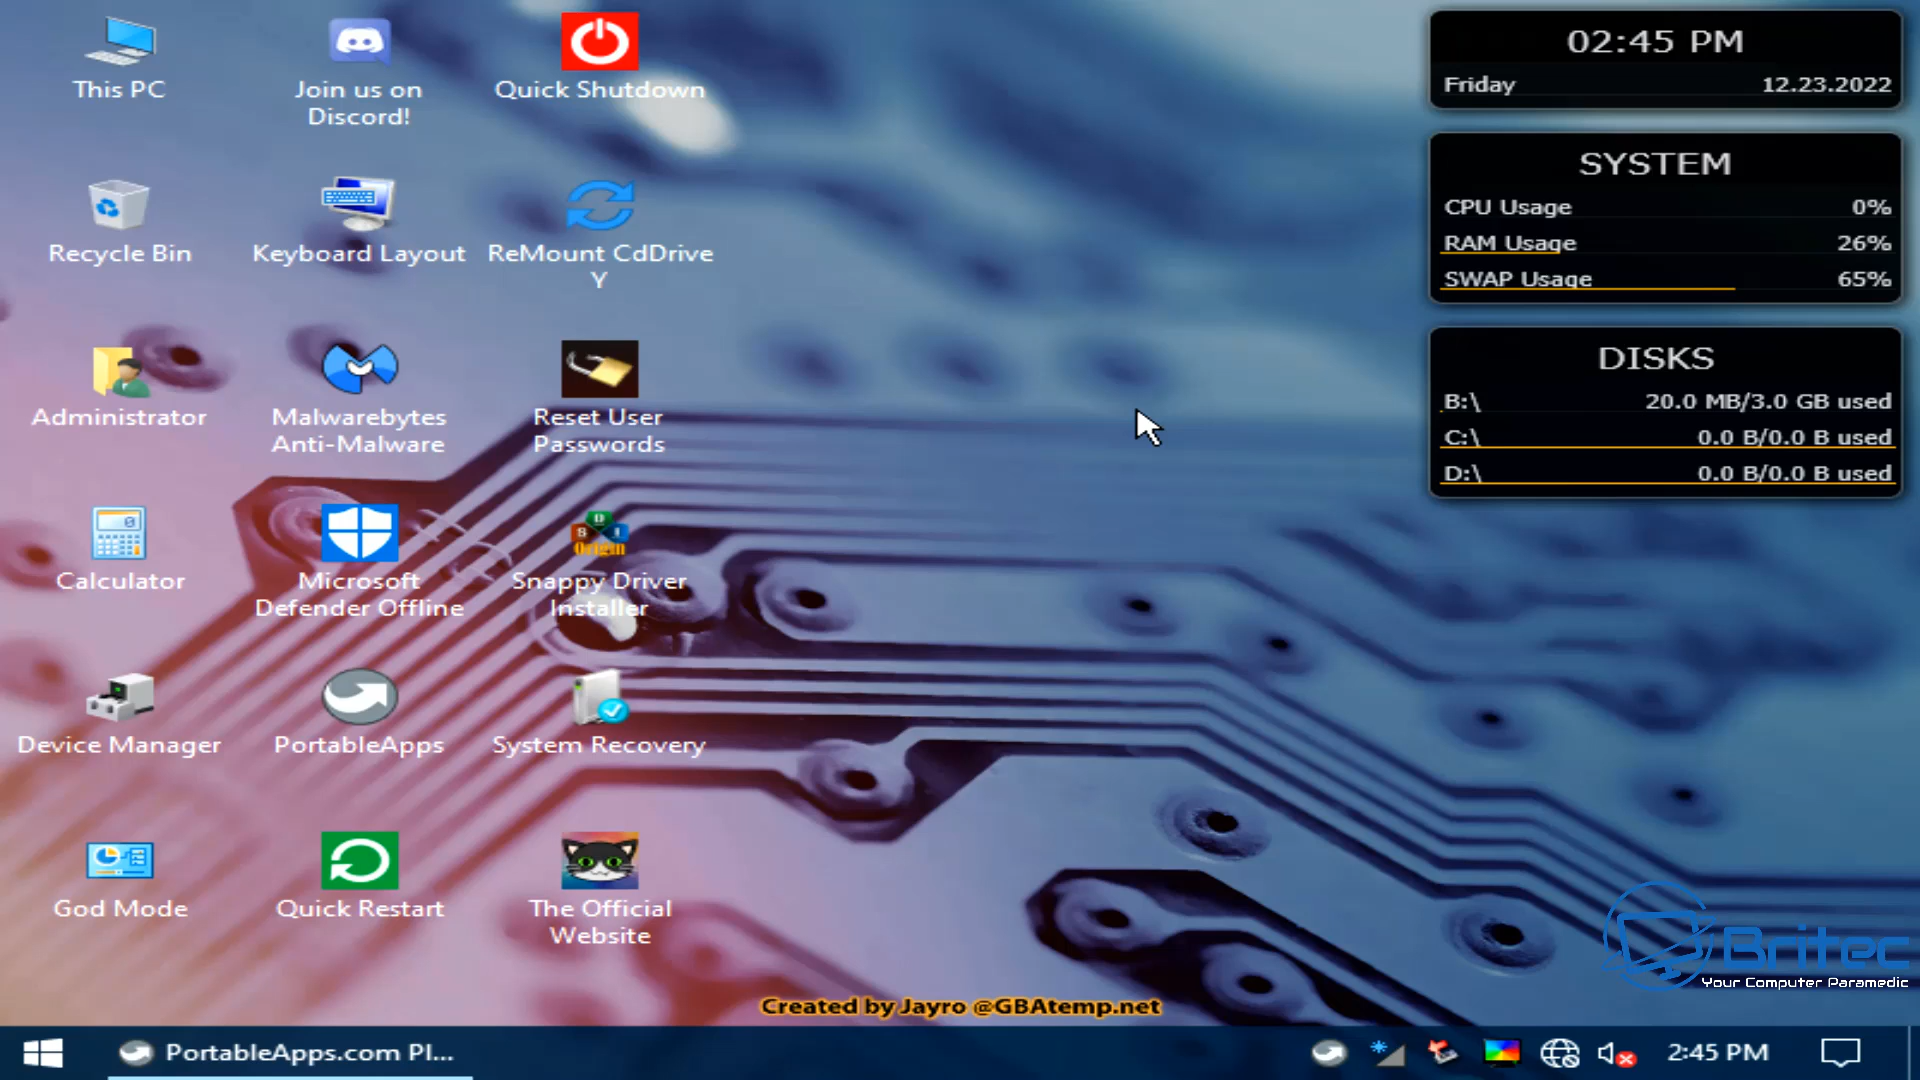 This PC
Join us on
Discord!
Quick Shutdown
Recycle Bin
Keyboard Layout
ReMount CdDrive
Y
Administrator
Malwarebytes
Anti-Malware
Reset User
Passwords
Calculator
Microsoft
Defender Offline
S D I
Origin
Snappy Driver
Installer
Device Manager
PortableApps
System Recovery
God Mode
Quick Restart
The Official
Website
02:45 PM
Friday 12.23.2022
SYSTEM
CPU Usage 0%
RAM Usage 26%
SWAP Usage 65%
DISKS
B:\ 20.0 MB/3.0 GB used
C:\ 0.0 B/0.0 B used
D:\ 0.0 B/0.0 B used
Britec
Your Computer Paramedic
Created by Jayro @GBAtemp.net
PortableApps.com Pl...
2:45 PM